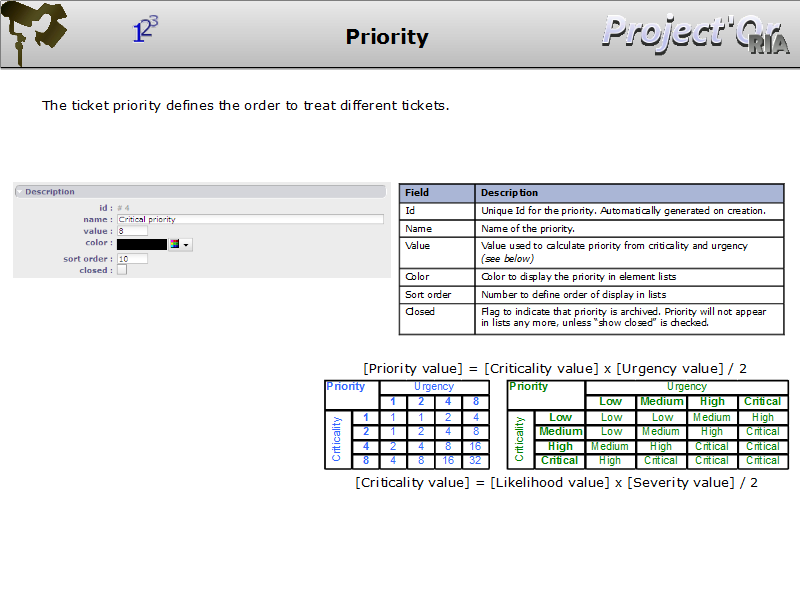 123
Priority
Project'Or
RIA
The ticket priority defines the order to treat different tickets.
Description
id : # 4
name : Critical priority
value : 8
color :
sort order : 10
closed :
Field Description
Id Unique Id for the priority. Automatically generated on creation.
Name Name of the priority.
Value Value used to calculate priority from criticality and urgency
(see below)
Color Color to display the priority in element lists
Sort order Number to define order of display in lists
Closed Flag to indicate that priority is archived. Priority will not appear
in lists any more, unless “show closed” is checked.
[Priority value] = [Criticality value] x [Urgency value] / 2
Priority Urgency
1 2 4 8
Criticality
1 1 1 2 4
2 1 2 4 8
4 2 4 8 16
8 4 8 16 32
Priority Urgency
Low Medium High Critical
Criticality
Low Low Low Medium High
Medium Low Medium High Critical
High Medium High Critical Critical
Critical High Critical Critical Critical
[Criticality value] = [Likelihood value] x [Severity value] / 2